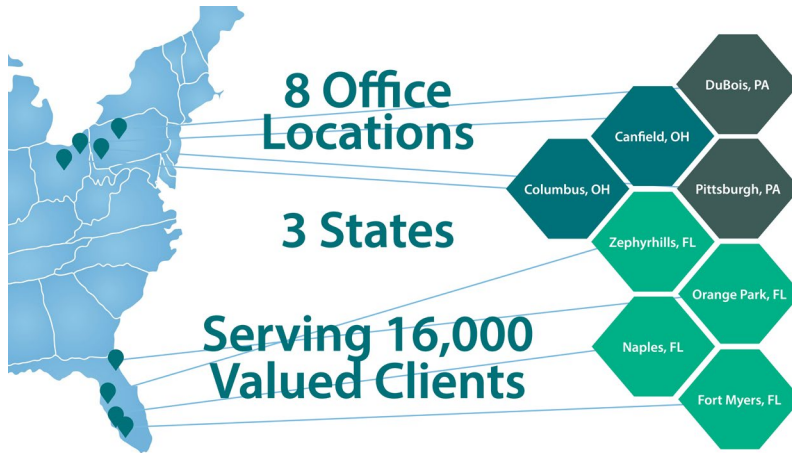 8 Office
Locations
3 States
Serving 16,000
Valued Clients
DuBois, PA
Canfield, OH
Columbus, OH
Pittsburgh, PA
Zephyrhills, FL
Orange Park, FL
Naples, FL
Fort Myers, FL